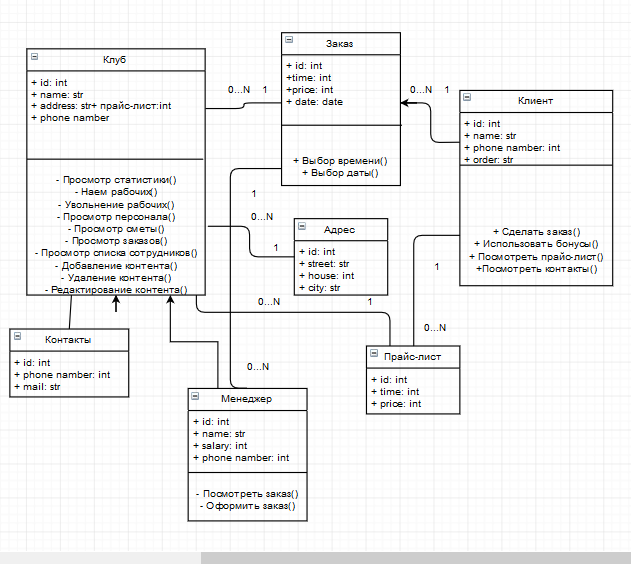 Клуб
+ id: int
+ name: str
+ address: str+ прайс-лист:int
+ phone namber
- Просмотр статистики()
- Наем рабочих()
- Увольнение рабочих()
- Просмотр персонала()
- Просмотр сметы()
- Просмотр заказов()
- Просмотр списка сотрудников()
- Добавление контента()
- Удаление контента()
- Редактирование контента()
0...N
1
Заказ
+ id: int
+time: int
+price: int
+ date: date
+ Выбор времени()
+ Выбор даты()
0...N
1
Клиент
+ id: int
+ name: str
+ phone namber: int
+ order: str
+ Сделать заказ()
+ Использовать бонусы()
+ Посмотреть прайс-лист()
+Посмотреть контакты()
1
0...N
1
Адрес
+ id: int
+ street: str
+ house: int
+ city: str
1
0...N
1
0...N
Контакты
+ id: int
+ phone namber: int
+ mail: str
Прайс-лист
+ id: int
+ time: int
+ price: int
0...N
Менеджер
+ id: int
+ name: str
+ salary: int
+ phone namber: int
- Посмотреть заказ()
- Оформить заказ()